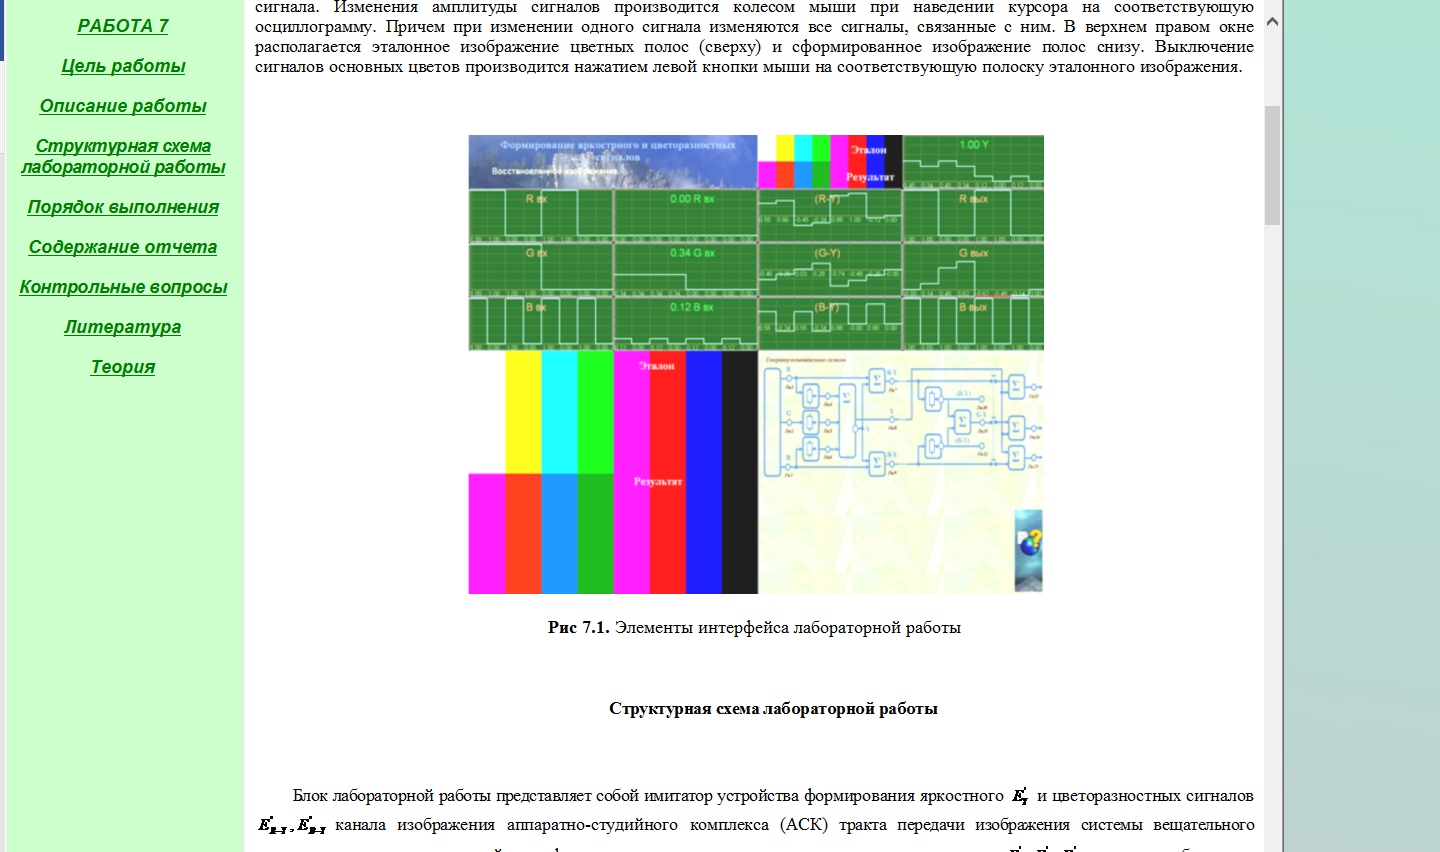 РАБОТА 7
Цель работы
Описание работы
Структурная схема
лабораторной работы
Порядок выполнения
Содержание отчета
Контрольные вопросы
Литература
Теория
сигнала. Изменения амплитуды сигналов производится колесом мыши при наведении курсора на соответствующую
осциллограмму. Причем при изменении одного сигнала изменяются все сигналы, связанные с ним. В верхнем правом окне
располагается эталонное изображение цветных полос (сверху) и сформированное изображение полос снизу. Выключение
сигналов основных цветов производится нажатием левой кнопки мыши на соответствующую полоску эталонного изображения.
Формирование яркостного и цветоразностных
сигналов
Восстановленное изображение
Эталон
Результат
1.00 Y
R вх
0.00 R вх
(R-Y)
R вых
G вх
0.34 G вх
(G-Y)
G вых
B вх
0.12 B вх
(B-Y)
B вых
Эталон
Результат
Рис 7.1. Элементы интерфейса лабораторной работы
Структурная схема лабораторной работы
Блок лабораторной работы представляет собой имитатор устройства формирования яркостного E'Y и цветоразностных сигналов
E'R-Y, E'B-Y канала изображения аппаратно-студийного комплекса (АСК) тракта передачи изображения системы вещательного